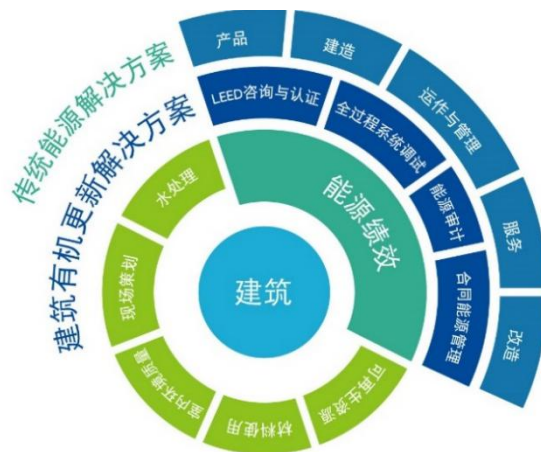 传统能源解决方案
建筑有机更新解决方案
产品
建造
运作与管理
服务
改造
LEED咨询与认证
全过程系统调试
能源审计
合同能源管理
能源绩效
水处理
现场策划
室内环境质量
材料使用
可再生资源
建筑